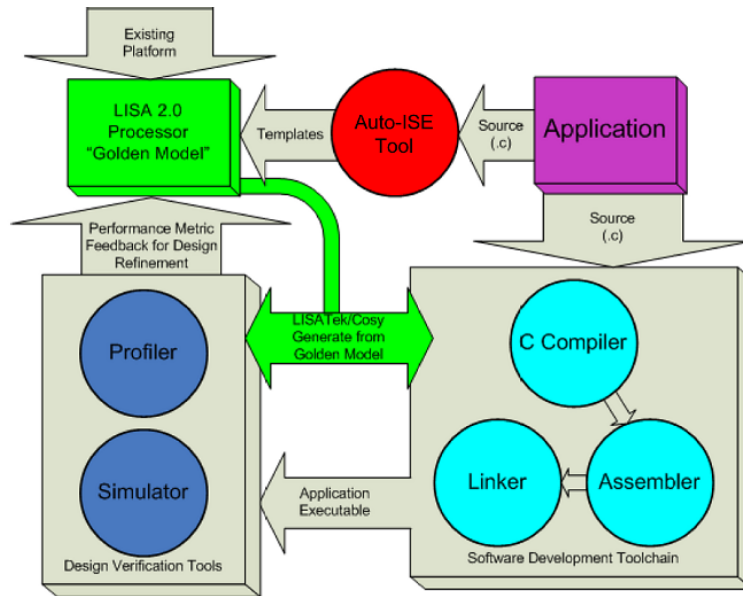 Existing
Platform
LISA 2.0
Processor
“Golden Model”
Templates
Auto-ISE
Tool
Source
(.c)
Application
Performance Metric
Feedback for Design
Refinement
Source
(.c)
Profiler
LISATek/Cosy
Generate from
Golden Model
C Compiler
Simulator
Application
Executable
Linker
Assembler
Design Verification Tools
Software Development Toolchain